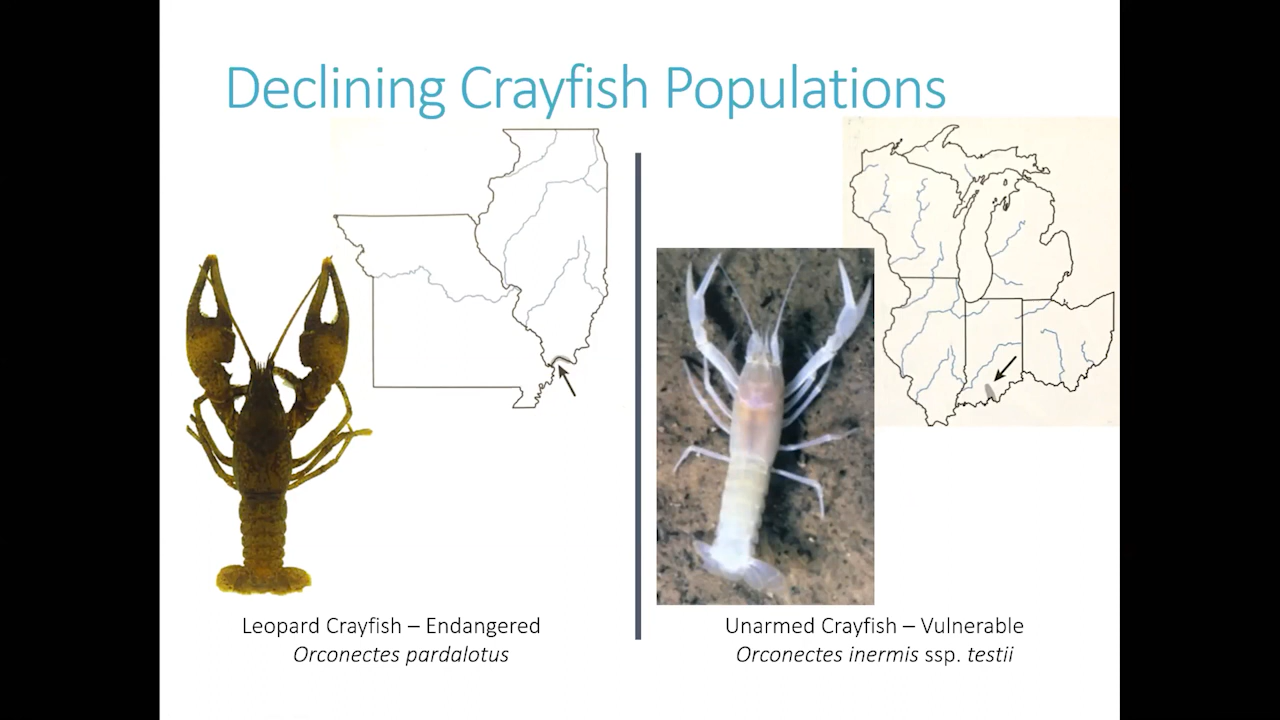 Declining Crayfish Populations
Leopard Crayfish – Endangered
Orconectes pardalotus
Unarmed Crayfish – Vulnerable
Orconectes inermis ssp. testii